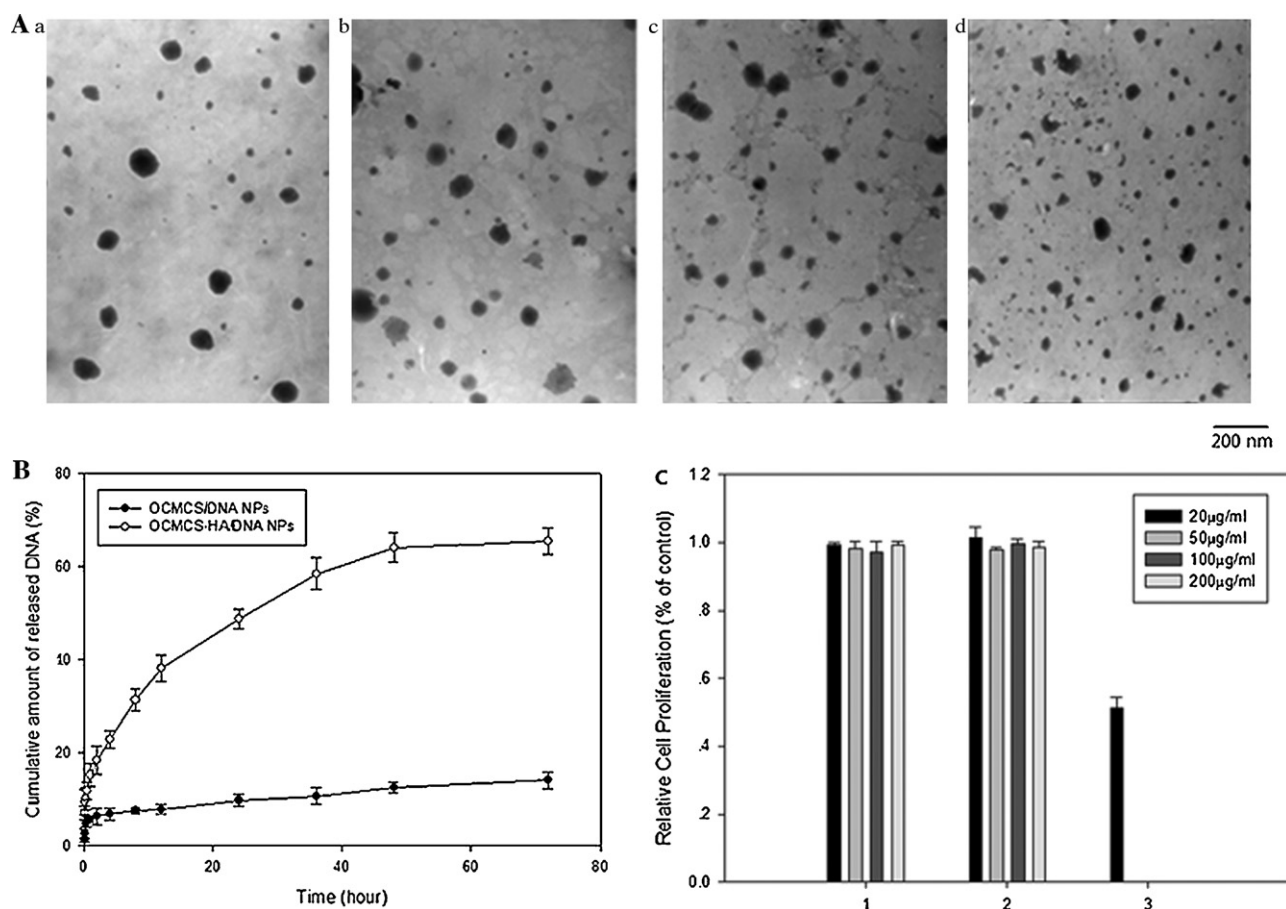 A a b c d
200 nm
B
80
60
40
20
0
0 20 40 60 80
Cumulative amount of released DNA (%)
Time (hour)
OCMCS/DNA NPs
OCMCS-HA/DNA NPs
C
1.2
1.0
.8
.6
.4
.2
0.0
1 2 3
Relative Cell Proliferation (% of control)
20µg/ml
50µg/ml
100µg/ml
200µg/ml